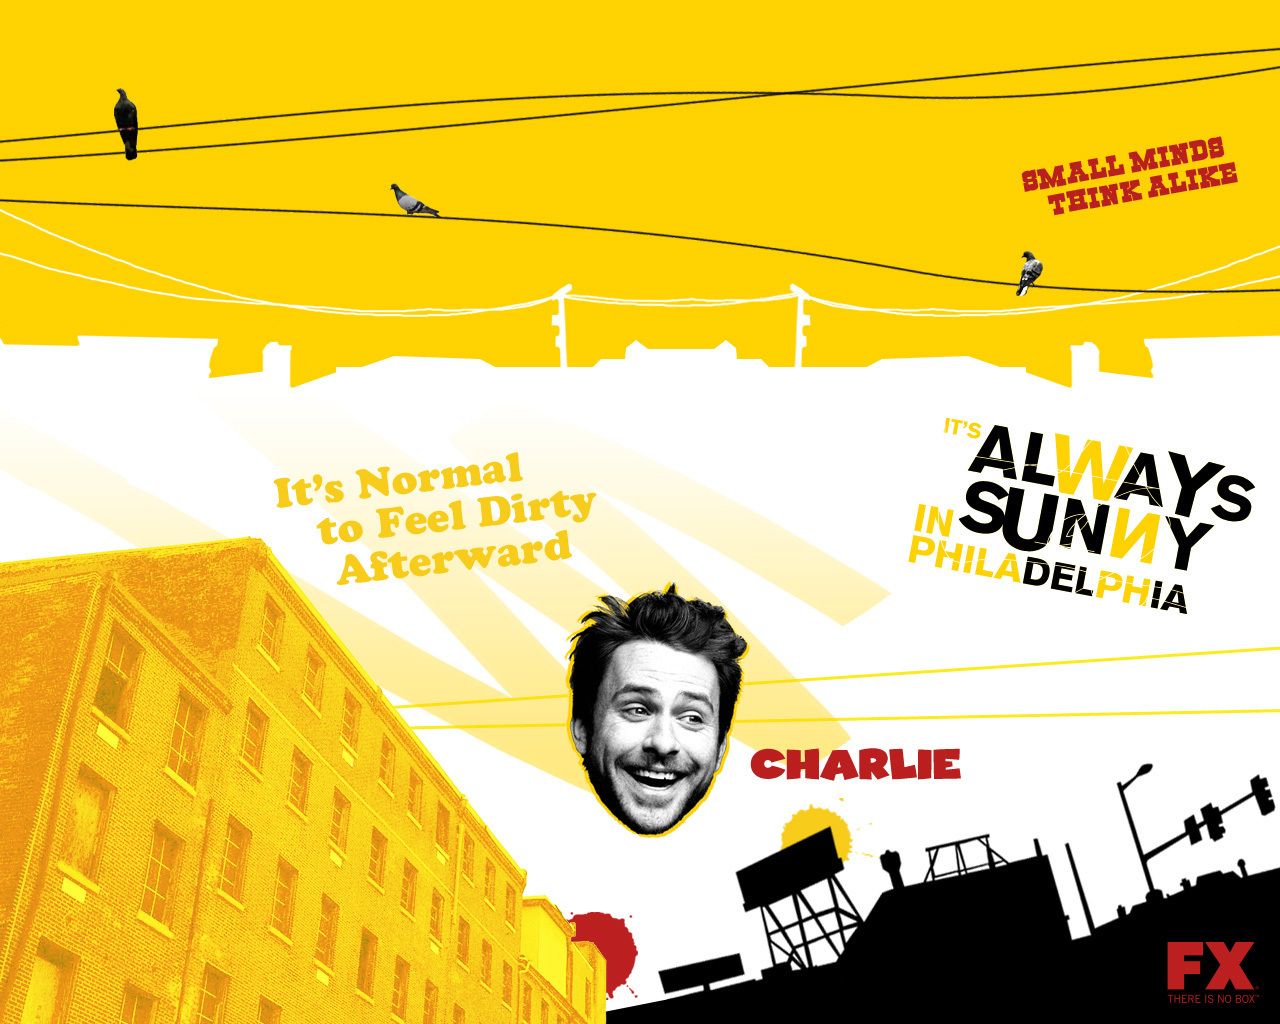 SMALL MINDS
THINK ALIKE
It's Normal
to Feel Dirty
Afterward
IT'S ALWAYS
SUNNY
IN
PHILADELPHIA
CHARLIE
FX
THERE IS NO BOX